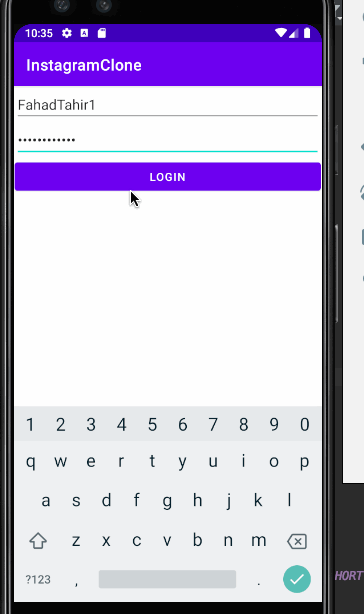 10:35
InstagramClone
FahadTahir1
••••••••••••
LOGIN
1 2 3 4 5 6 7 8 9 0
q w e r t y u i o p
a s d f g h j k l
z x c v b n m
?123 , .
HORT